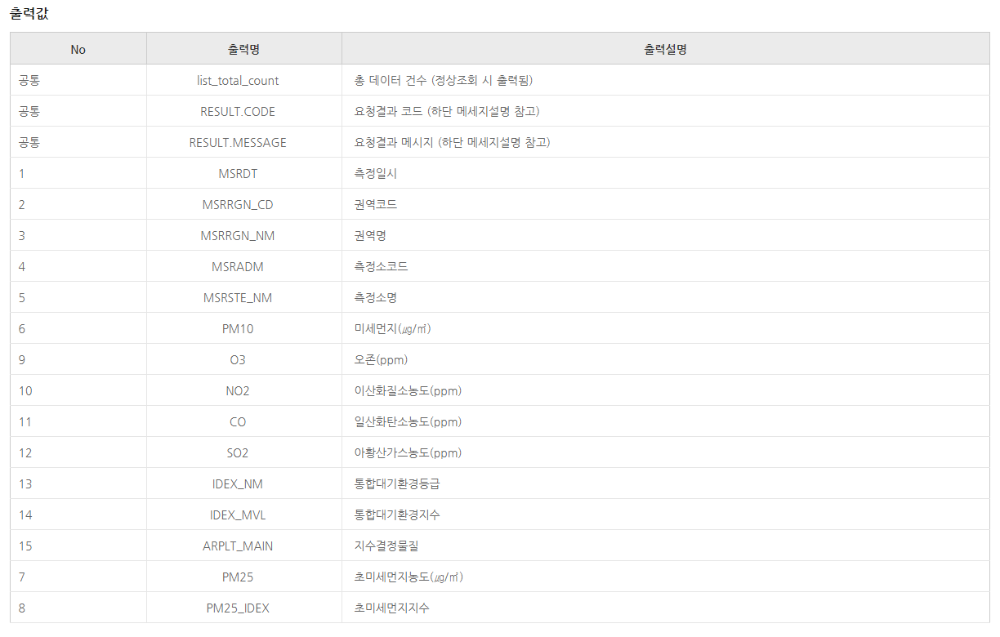 출력값
No 출력명 출력설명
공통 list_total_count 총 데이터 건수 (정상조회 시 출력됨)
공통 RESULT.CODE 요청결과 코드 (하단 메세지설명 참고)
공통 RESULT.MESSAGE 요청결과 메시지 (하단 메세지설명 참고)
1 MSRDT 측정일시
2 MSRRGN_CD 권역코드
3 MSRRGN_NM 권역명
4 MSRADM 측정소코드
5 MSRSTE_NM 측정소명
6 PM10 미세먼지(㎍/㎥)
9 O3 오존(ppm)
10 NO2 이산화질소농도(ppm)
11 CO 일산화탄소농도(ppm)
12 SO2 아황산가스농도(ppm)
13 IDEX_NM 통합대기환경등급
14 IDEX_MVL 통합대기환경지수
15 ARPLT_MAIN 지수결정물질
7 PM25 초미세먼지농도(㎍/㎥)
8 PM25_IDEX 초미세먼지지수